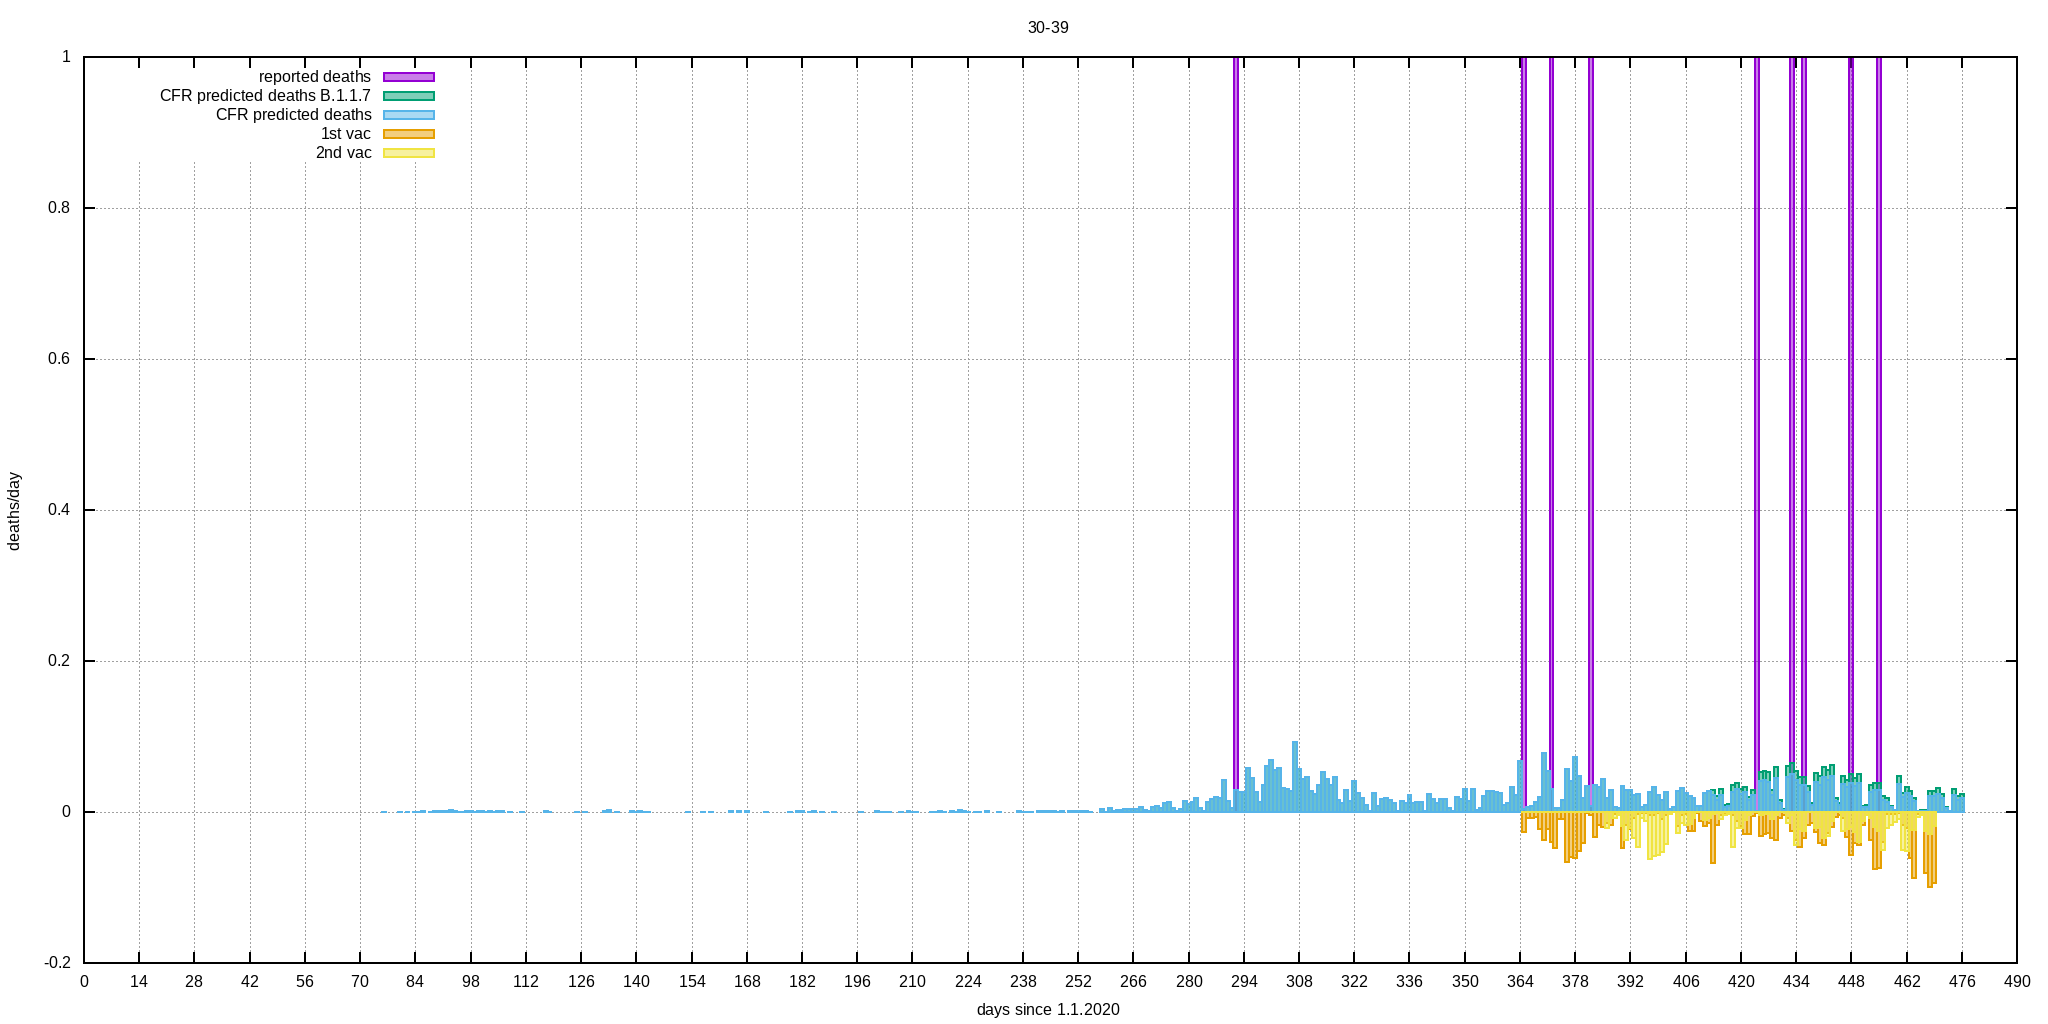 30-39
reported deaths
CFR predicted deaths B.1.1.7
CFR predicted deaths
1st vac
2nd vac
1
0.8
0.6
0.4
0.2
0
-0.2
deaths/day
0 14 28 42 56 70 84 98 112 126 140 154 168 182 196 210 224 238 252 266 280 294 308 322 336 350 364 378 392 406 420 434 448 462 476 490
days since 1.1.2020